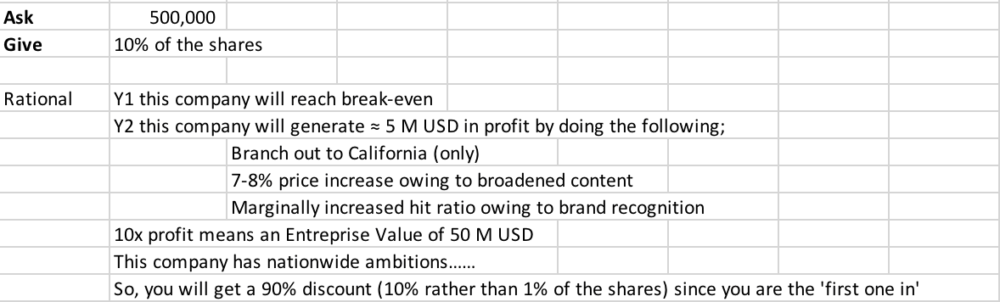 Ask 500,000
Give 10% of the shares
Rational Y1 this company will reach break-even
Y2 this company will generate ≈ 5 M USD in profit by doing the following;
Branch out to California (only)
7-8% price increase owing to broadened content
Marginally increased hit ratio owing to brand recognition
10x profit means an Entreprise Value of 50 M USD
This company has nationwide ambitions......
So, you will get a 90% discount (10% rather than 1% of the shares) since you are the 'first one in'